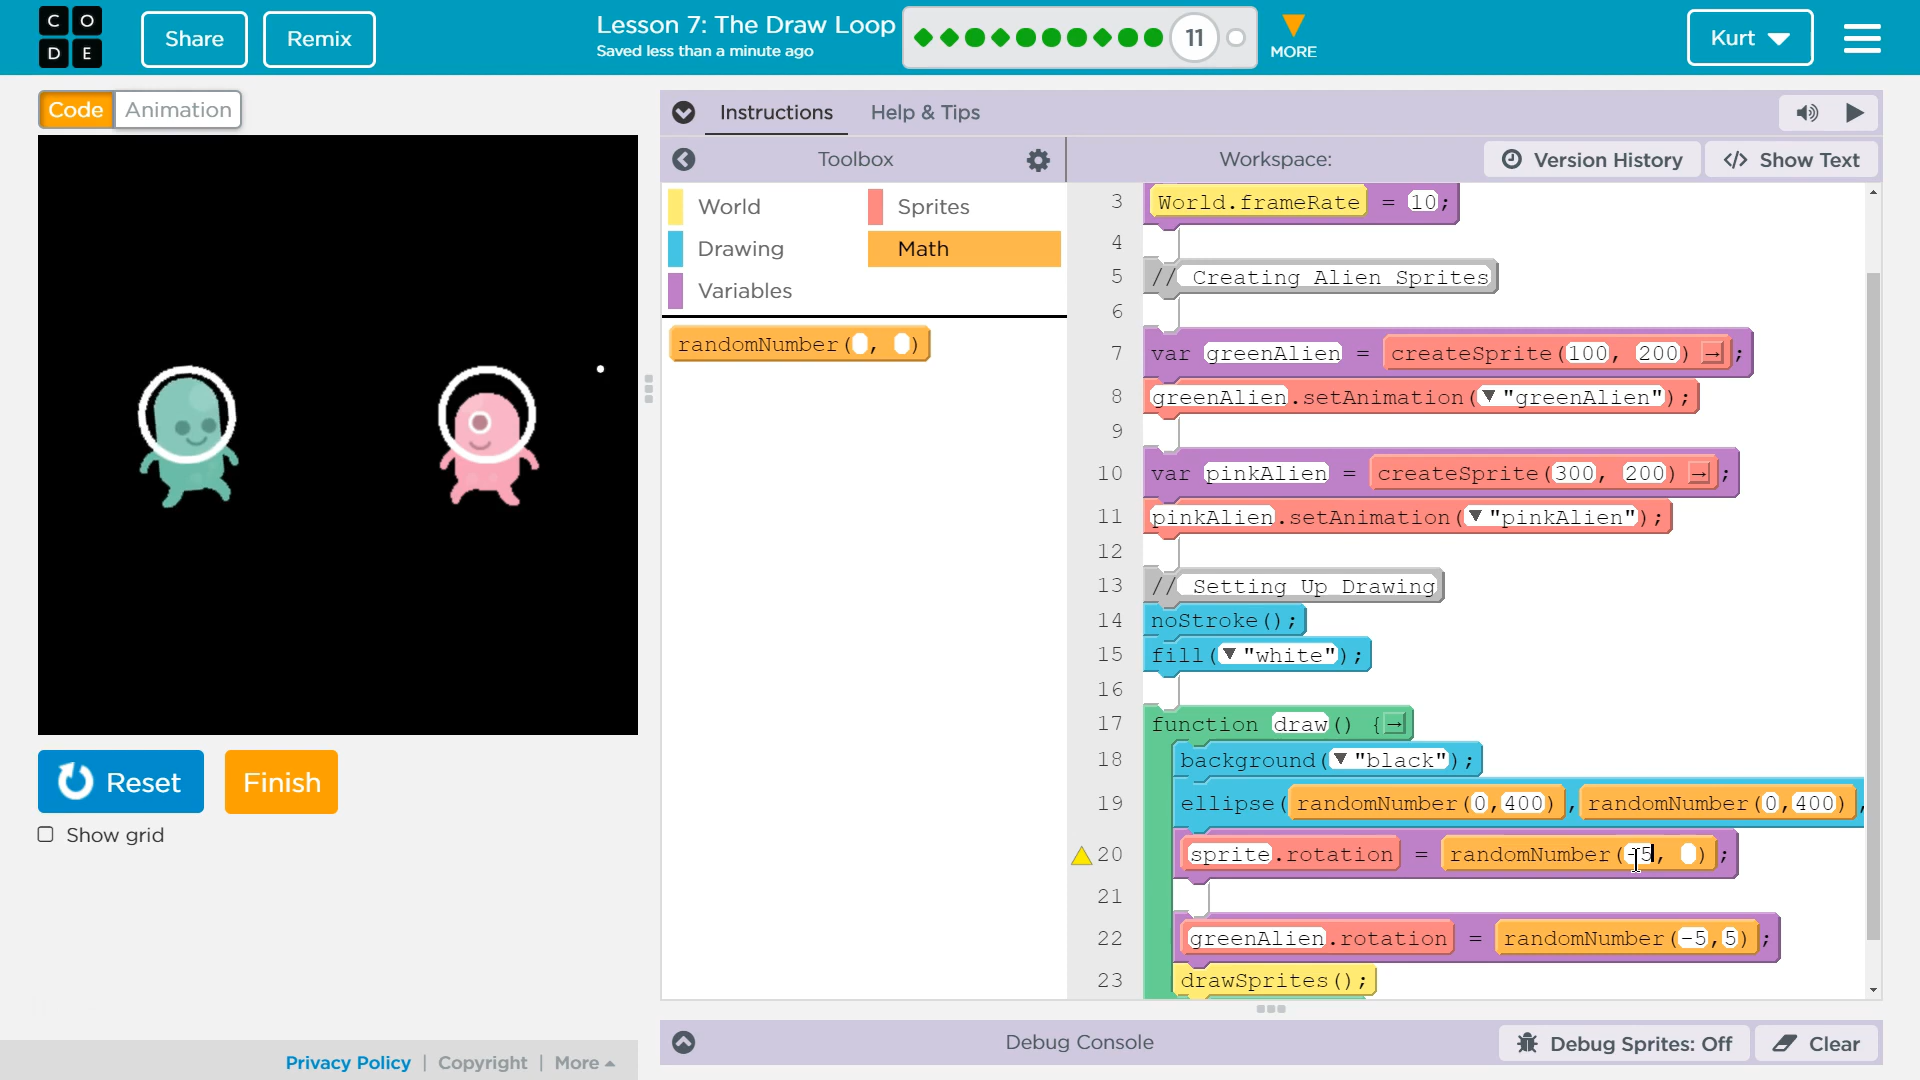 CODE
Share
Remix
Lesson 7: The Draw Loop
Saved less than a minute ago
11
MORE
Kurt
Code
Animation
Instructions
Help & Tips
Toolbox
Workspace:
Version History
</> Show Text
World
Sprites
Drawing
Math
Variables
randomNumber( , )
3 World.frameRate = 10;
4
5 // Creating Alien Sprites
6
7 var greenAlien = createSprite(100, 200) → ;
8 greenAlien.setAnimation(▼"greenAlien");
9
10 var pinkAlien = createSprite(300, 200) → ;
11 pinkAlien.setAnimation(▼"pinkAlien");
12
13 // Setting Up Drawing
14 noStroke();
15 fill(▼"white");
16
17 function draw() {→
18 background(▼"black");
19 ellipse(randomNumber(0,400),randomNumber(0,400),
20 sprite.rotation = randomNumber(-5, );
21
22 greenAlien.rotation = randomNumber(-5,5);
23 drawSprites();
Reset
Finish
Show grid
Debug Console
Debug Sprites: Off
Clear
Privacy Policy | Copyright | More